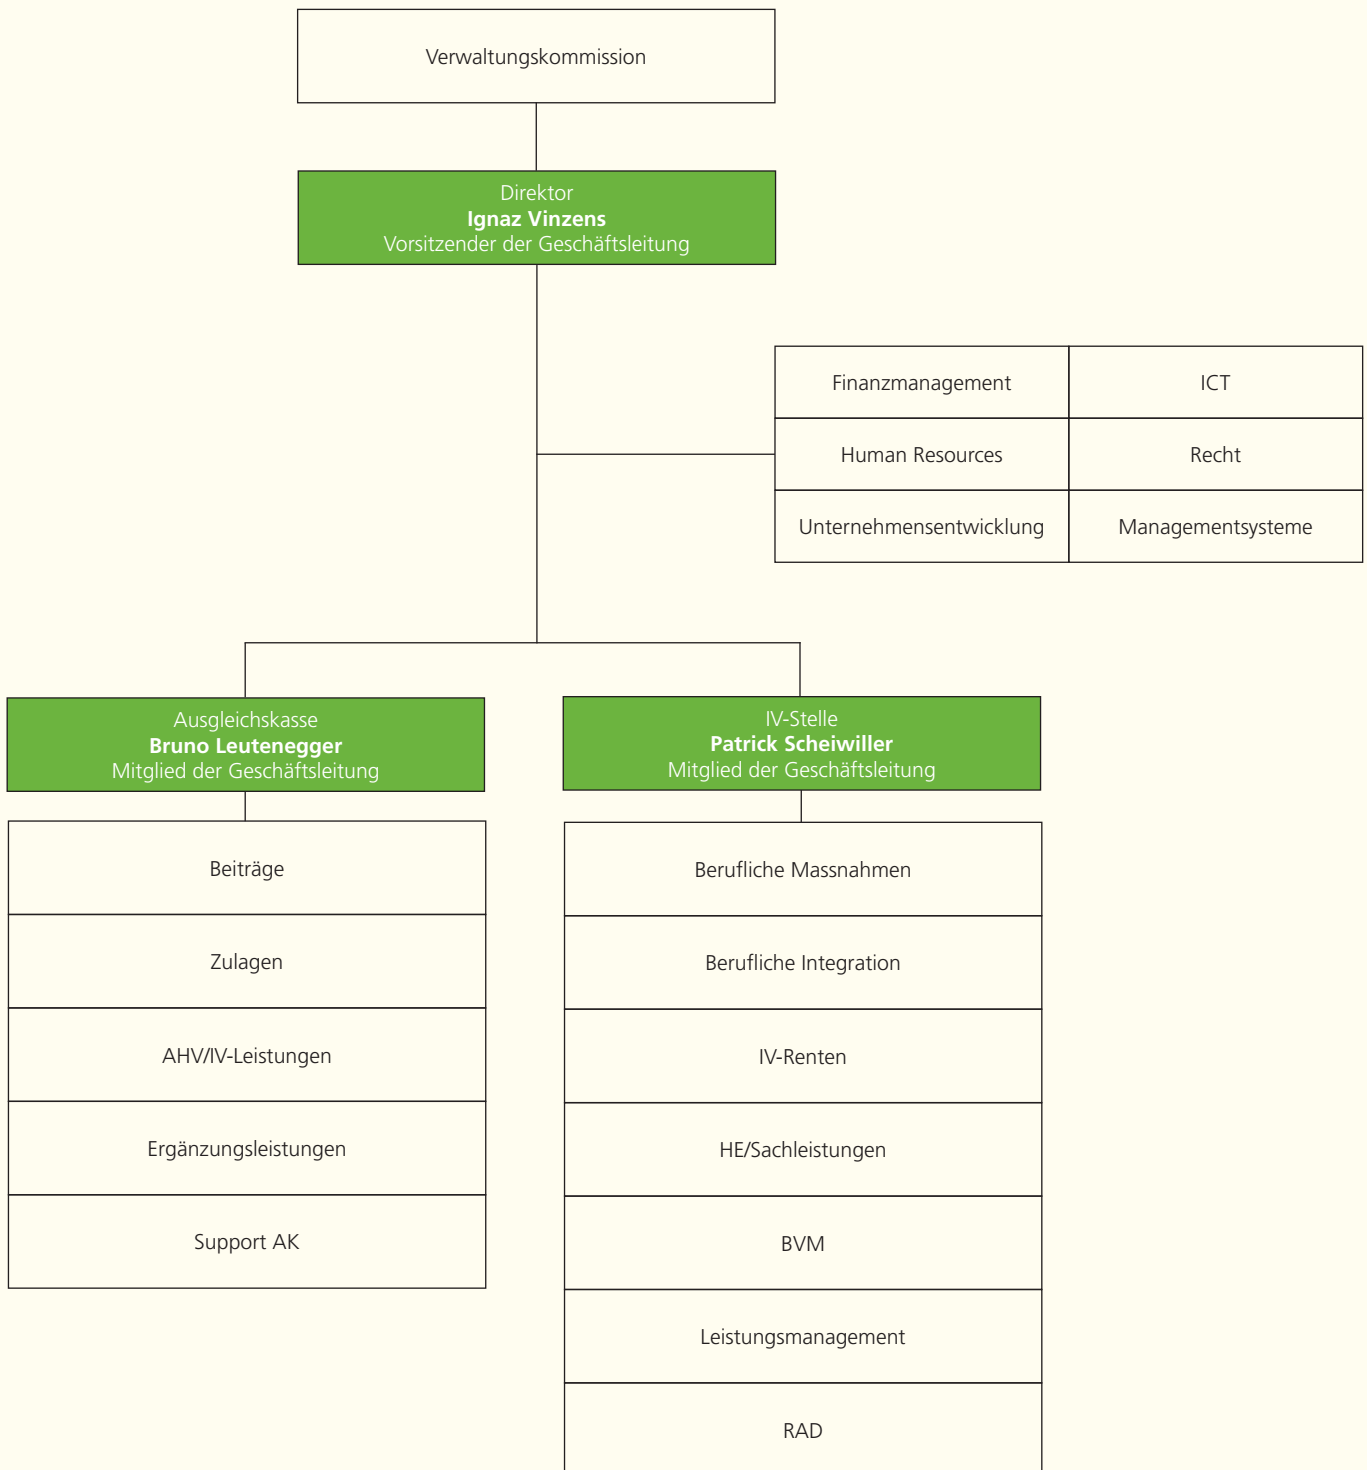 Verwaltungskommission
Direktor
Ignaz Vinzens
Vorsitzender der Geschäftsleitung
Finanzmanagement
ICT
Human Resources
Recht
Unternehmensentwicklung
Managementsysteme
Ausgleichskasse
Bruno Leutenegger
Mitglied der Geschäftsleitung
Beiträge
Zulagen
AHV/IV-Leistungen
Ergänzungsleistungen
Support AK
IV-Stelle
Patrick Scheiwiller
Mitglied der Geschäftsleitung
Berufliche Massnahmen
Berufliche Integration
IV-Renten
HE/Sachleistungen
BVM
Leistungsmanagement
RAD